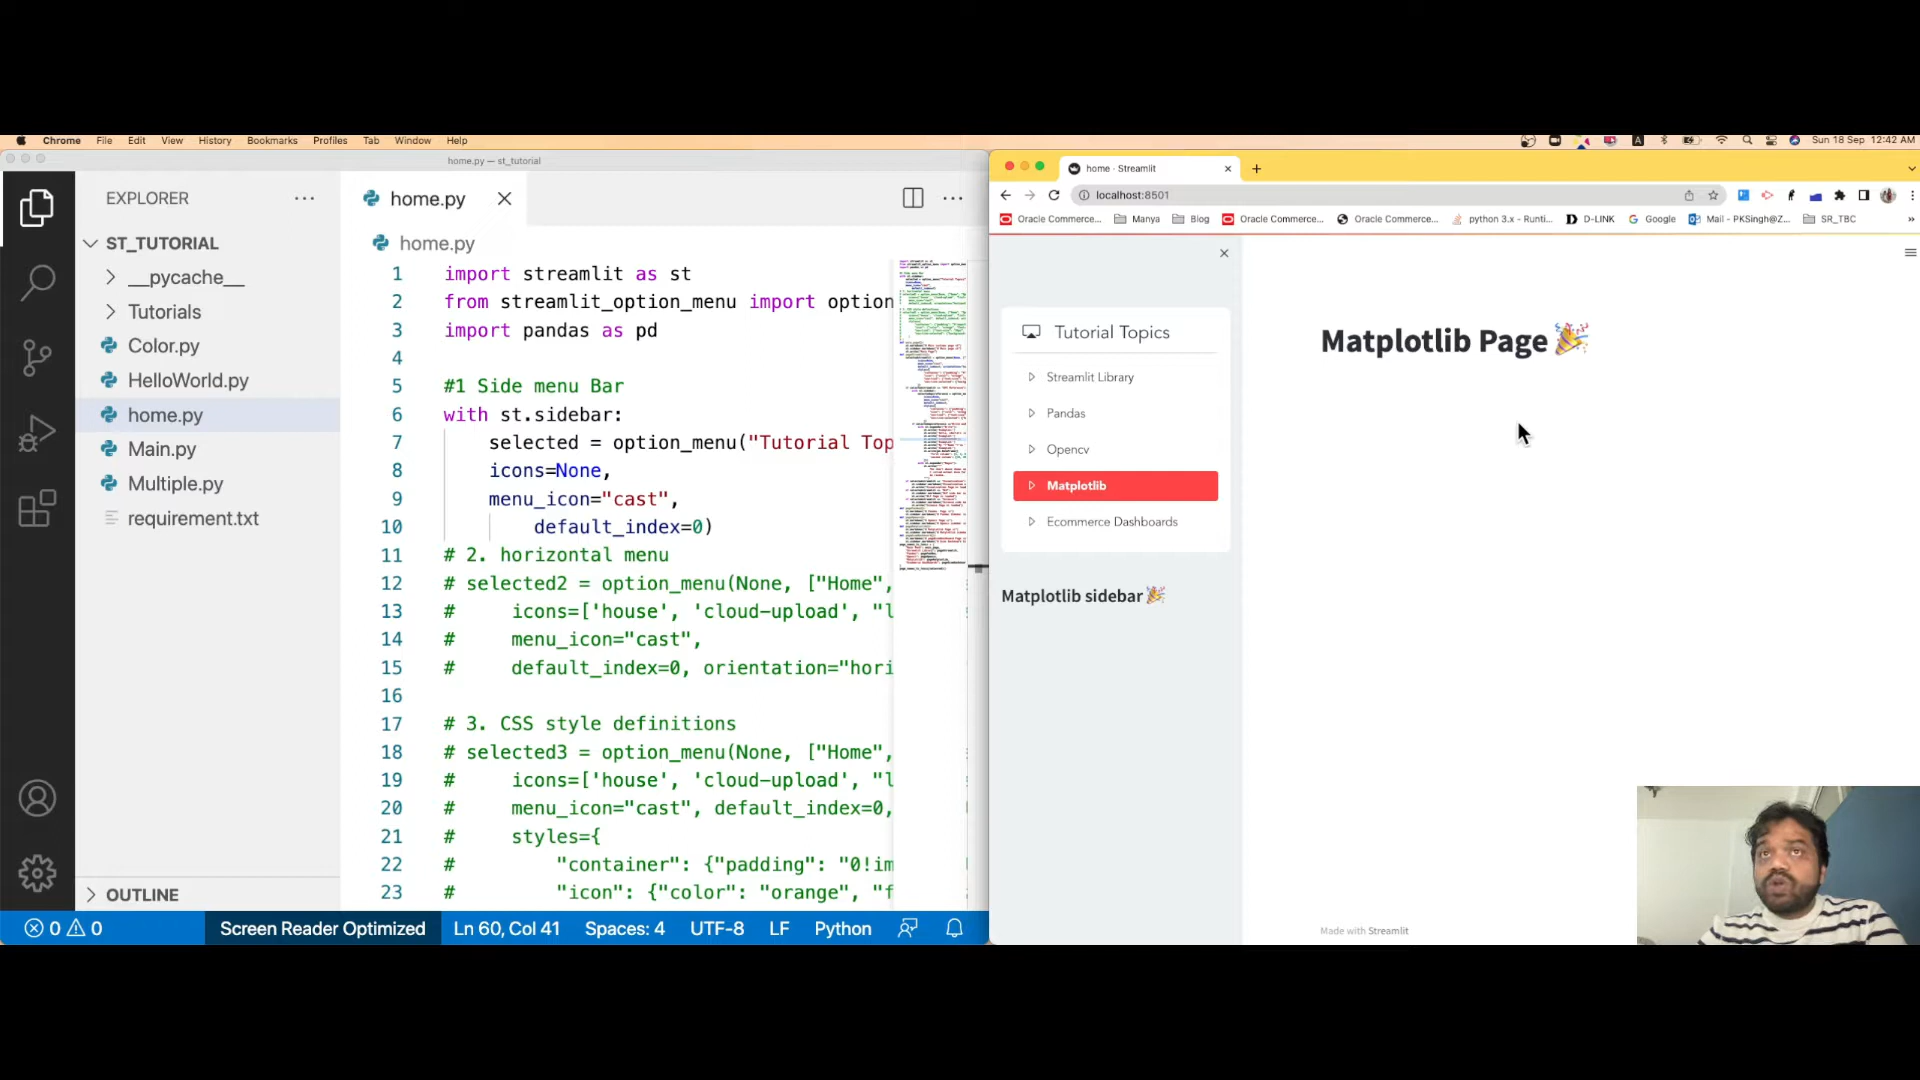 Chrome File Edit View History Bookmarks Profiles Tab Window Help
Sun 18 Sep 12:42 AM
home.py — st_tutorial
EXPLORER
ST_TUTORIAL
__pycache__
Tutorials
Color.py
HelloWorld.py
home.py
Main.py
Multiple.py
requirement.txt
OUTLINE
home.py
home.py
1 import streamlit as st
2 from streamlit_option_menu import option
3 import pandas as pd
4
5 #1 Side menu Bar
6 with st.sidebar:
7 selected = option_menu("Tutorial Top
8 icons=None,
9 menu_icon="cast",
10 default_index=0)
11 # 2. horizontal menu
12 # selected2 = option_menu(None, ["Home",
13 # icons=['house', 'cloud-upload', "l
14 # menu_icon="cast",
15 # default_index=0, orientation="hori
16
17 # 3. CSS style definitions
18 # selected3 = option_menu(None, ["Home",
19 # icons=['house', 'cloud-upload', "l
20 # menu_icon="cast", default_index=0,
21 # styles={
22 # "container": {"padding": "0!im
23 # "icon": {"color": "orange", "f
0 0
Screen Reader Optimized Ln 60, Col 41 Spaces: 4 UTF-8 LF Python
home · Streamlit
localhost:8501
Oracle Commerce... Manya Blog Oracle Commerce... Oracle Commerce... python 3.x - Runti... D-LINK Google Mail - PKSingh@Z... SR_TBC »
Tutorial Topics
Streamlit Library
Pandas
Opencv
Matplotlib
Ecommerce Dashboards
Matplotlib sidebar 🎉
Matplotlib Page 🎉
Made with Streamlit